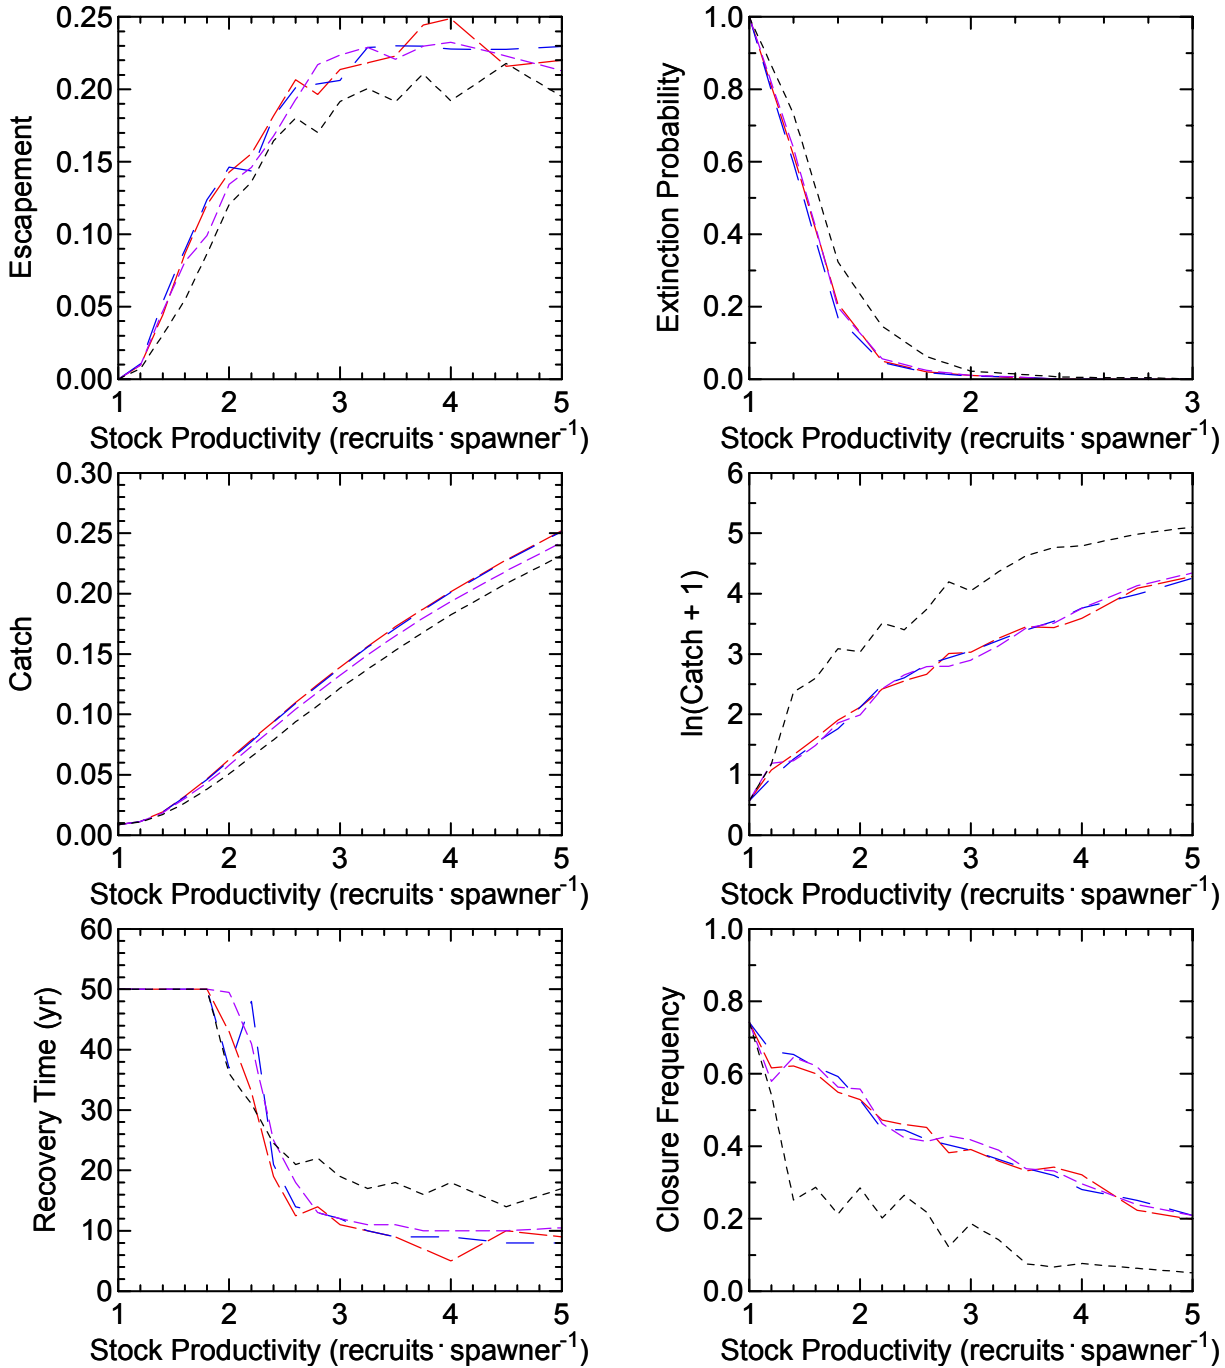 0.25
0.20
0.15
0.10
0.05
0.00
Escapement
1 2 3 4 5
Stock Productivity (recruits·spawner-1)
1.0
0.8
0.6
0.4
0.2
0.0
Extinction Probability
1 2 3
Stock Productivity (recruits·spawner-1)
0.30
0.25
0.20
0.15
0.10
0.05
0.00
Catch
1 2 3 4 5
Stock Productivity (recruits·spawner-1)
6
5
4
3
2
1
0
ln(Catch + 1)
1 2 3 4 5
Stock Productivity (recruits·spawner-1)
60
50
40
30
20
10
0
Recovery Time (yr)
1 2 3 4 5
Stock Productivity (recruits·spawner-1)
1.0
0.8
0.6
0.4
0.2
0.0
Closure Frequency
1 2 3 4 5
Stock Productivity (recruits·spawner-1)